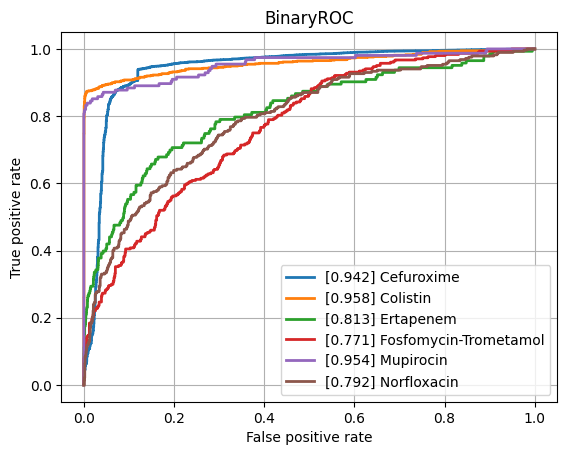 BinaryROC
True positive rate
1.0
0.8
0.6
0.4
0.2
0.0
[0.942] Cefuroxime
[0.958] Colistin
[0.813] Ertapenem
[0.771] Fosfomycin-Trometamol
[0.954] Mupirocin
[0.792] Norfloxacin
0.0 0.2 0.4 0.6 0.8 1.0
False positive rate